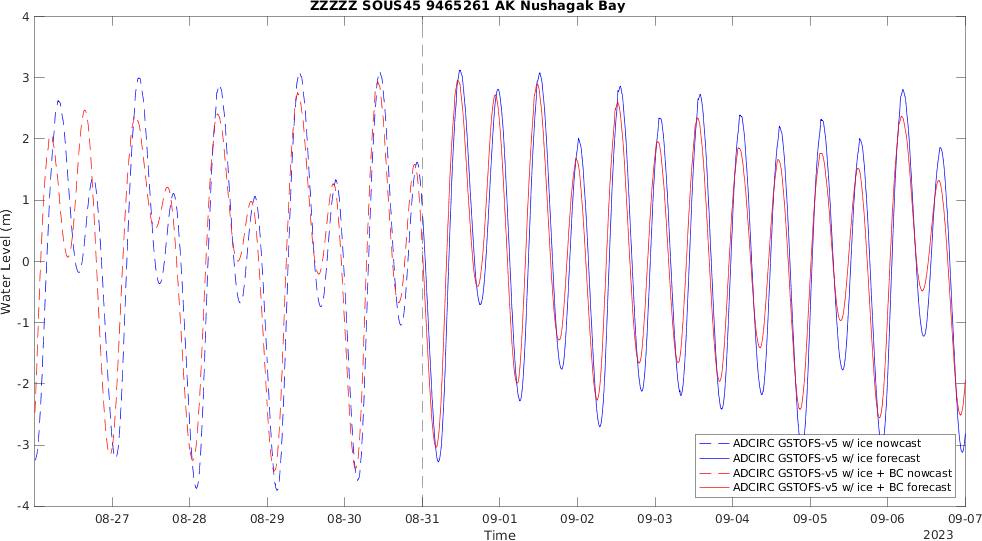 ZZZZZ SOUS45 9465261 AK Nushagak Bay
4
3
2
1
0
-1
-2
-3
-4
Water Level (m)
ADCIRC GSTOFS-v5 w/ ice nowcast
ADCIRC GSTOFS-v5 w/ ice forecast
ADCIRC GSTOFS-v5 w/ ice + BC nowcast
ADCIRC GSTOFS-v5 w/ ice + BC forecast
08-27 08-28 08-29 08-30 08-31 09-01 09-02 09-03 09-04 09-05 09-06 09-07
Time
2023